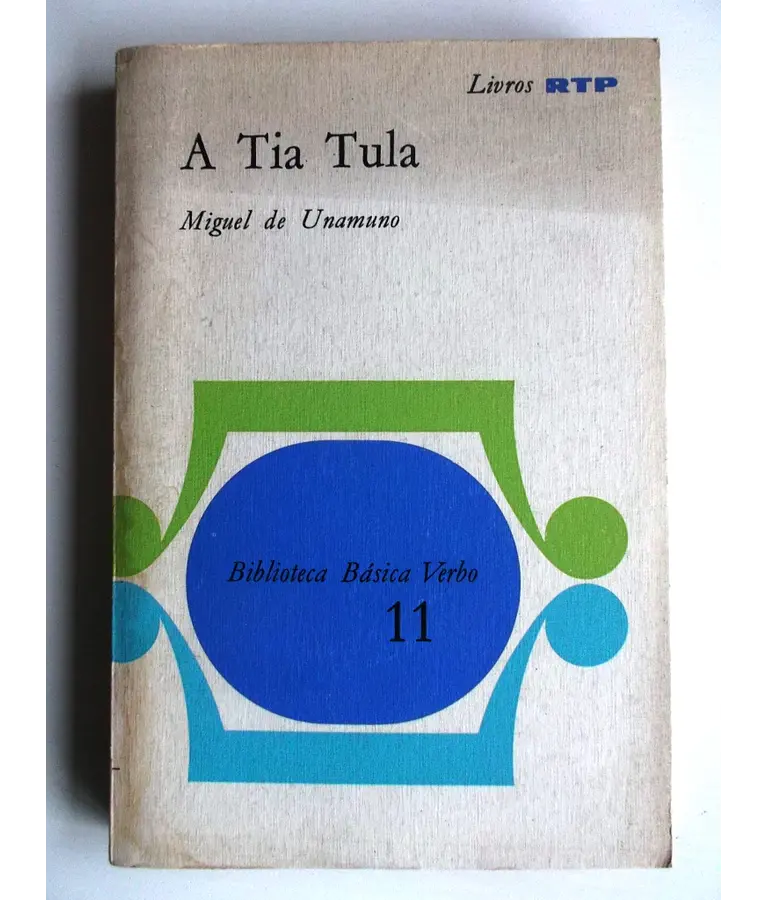 Livros RTP
A Tia Tula
Miguel de Unamuno
Biblioteca Básica Verbo
11